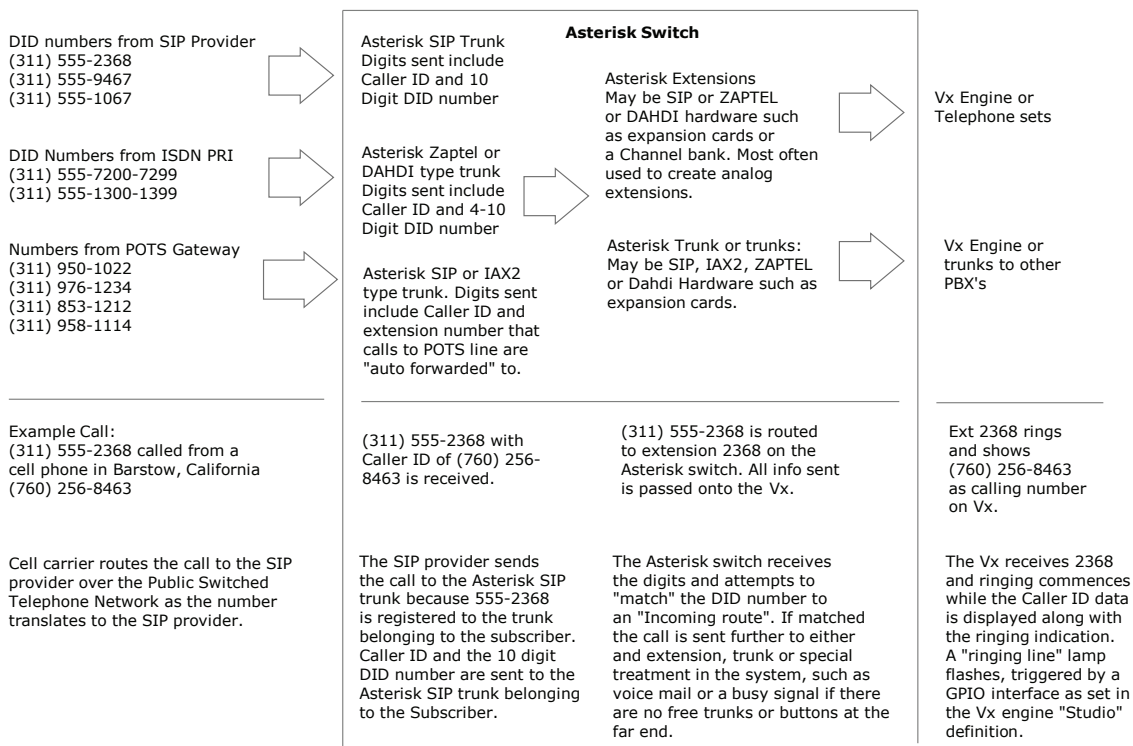 Asterisk Switch
DID numbers from SIP Provider
(311) 555-2368
(311) 555-9467
(311) 555-1067
DID Numbers from ISDN PRI
(311) 555-7200-7299
(311) 555-1300-1399
Numbers from POTS Gateway
(311) 950-1022
(311) 976-1234
(311) 853-1212
(311) 958-1114
Asterisk SIP Trunk
Digits sent include
Caller ID and 10
Digit DID number
Asterisk Zaptel or
DAHDI type trunk
Digits sent include
Caller ID and 4-10
Digit DID number
Asterisk SIP or IAX2
type trunk. Digits sent
include Caller ID and
extension number that
calls to POTS line are
"auto forwarded" to.
Asterisk Extensions
May be SIP or ZAPTEL
or DAHDI hardware such
as expansion cards or
a Channel bank. Most often
used to create analog
extensions.
Asterisk Trunk or trunks:
May be SIP, IAX2, ZAPTEL
or Dahdi Hardware such as
expansion cards.
Vx Engine or
Telephone sets
Vx Engine or
trunks to other
PBX's
Example Call:
(311) 555-2368 called from a
cell phone in Barstow, California
(760) 256-8463
(311) 555-2368 with
Caller ID of (760) 256-
8463 is received.
(311) 555-2368 is routed
to extension 2368 on the
Asterisk switch. All info sent
is passed onto the Vx.
Ext 2368 rings
and shows
(760) 256-8463
as calling number
on Vx.
Cell carrier routes the call to the SIP
provider over the Public Switched
Telephone Network as the number
translates to the SIP provider.
The SIP provider sends
the call to the Asterisk SIP
trunk because 555-2368
is registered to the trunk
belonging to the subscriber.
Caller ID and the 10 digit
DID number are sent to the
Asterisk SIP trunk belonging
to the Subscriber.
The Asterisk switch receives
the digits and attempts to
"match" the DID number to
an "Incoming route". If matched
the call is sent further to either
and extension, trunk or special
treatment in the system, such as
voice mail or a busy signal if there
are no free trunks or buttons at the
far end.
The Vx receives 2368
and ringing commences
while the Caller ID data
is displayed along with
the ringing indication.
A "ringing line" lamp
flashes, triggered by a
GPIO interface as set in
the Vx engine "Studio"
definition.